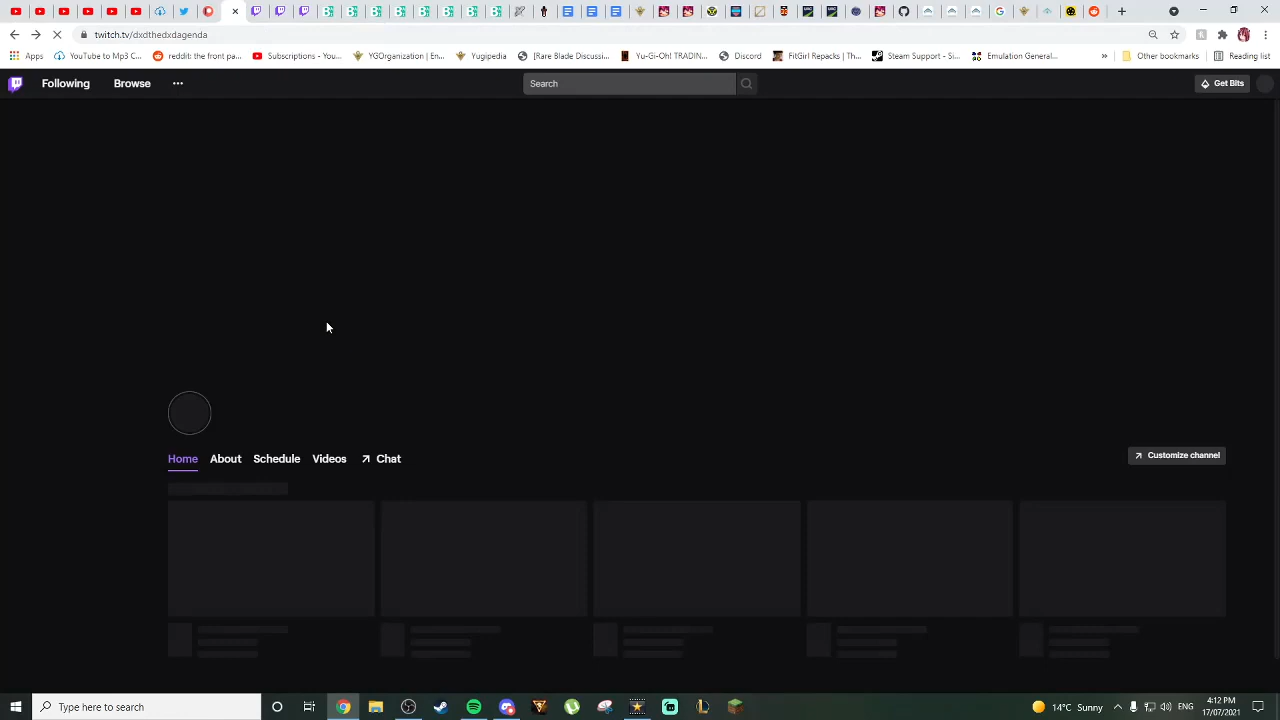 twitch.tv/dxdthedxdagenda
Apps
YouTube to Mp3 C...
reddit: the front pa...
Subscriptions - You...
YGOrganization | En...
Yugipedia
[Rare Blade Discussi...
Yu-Gi-Oh! TRADIN...
Discord
FitGirl Repacks | Th...
Steam Support - Si...
Emulation General...
»
Other bookmarks
Reading list
Following
Browse
Search
Get Bits
Home
About
Schedule
Videos
Chat
Customize channel
Type here to search
14°C Sunny
ENG
4:12 PM
17/07/2021